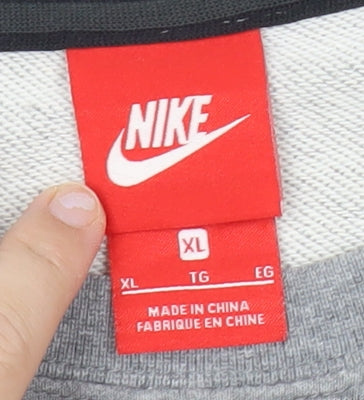 NIKE
XL
XL TG EG
MADE IN CHINA
FABRIQUE EN CHINE